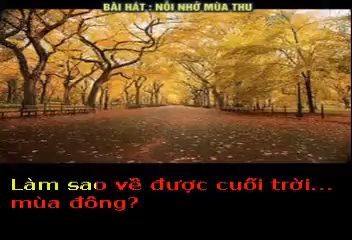 BÀI HÁT : NỖI NHỚ MÙA THU
Làm sao về được cuối trời...
mùa đông?